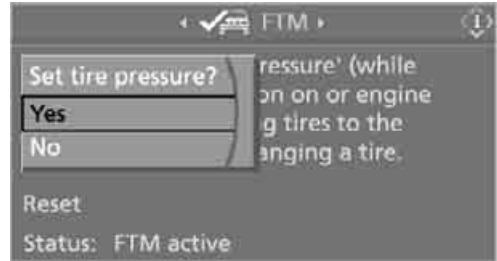 FTM
Set tire pressure?
Yes
No
ressure' (while
on on or engine
g tires to the
anging a tire.
Reset
Status: FTM active